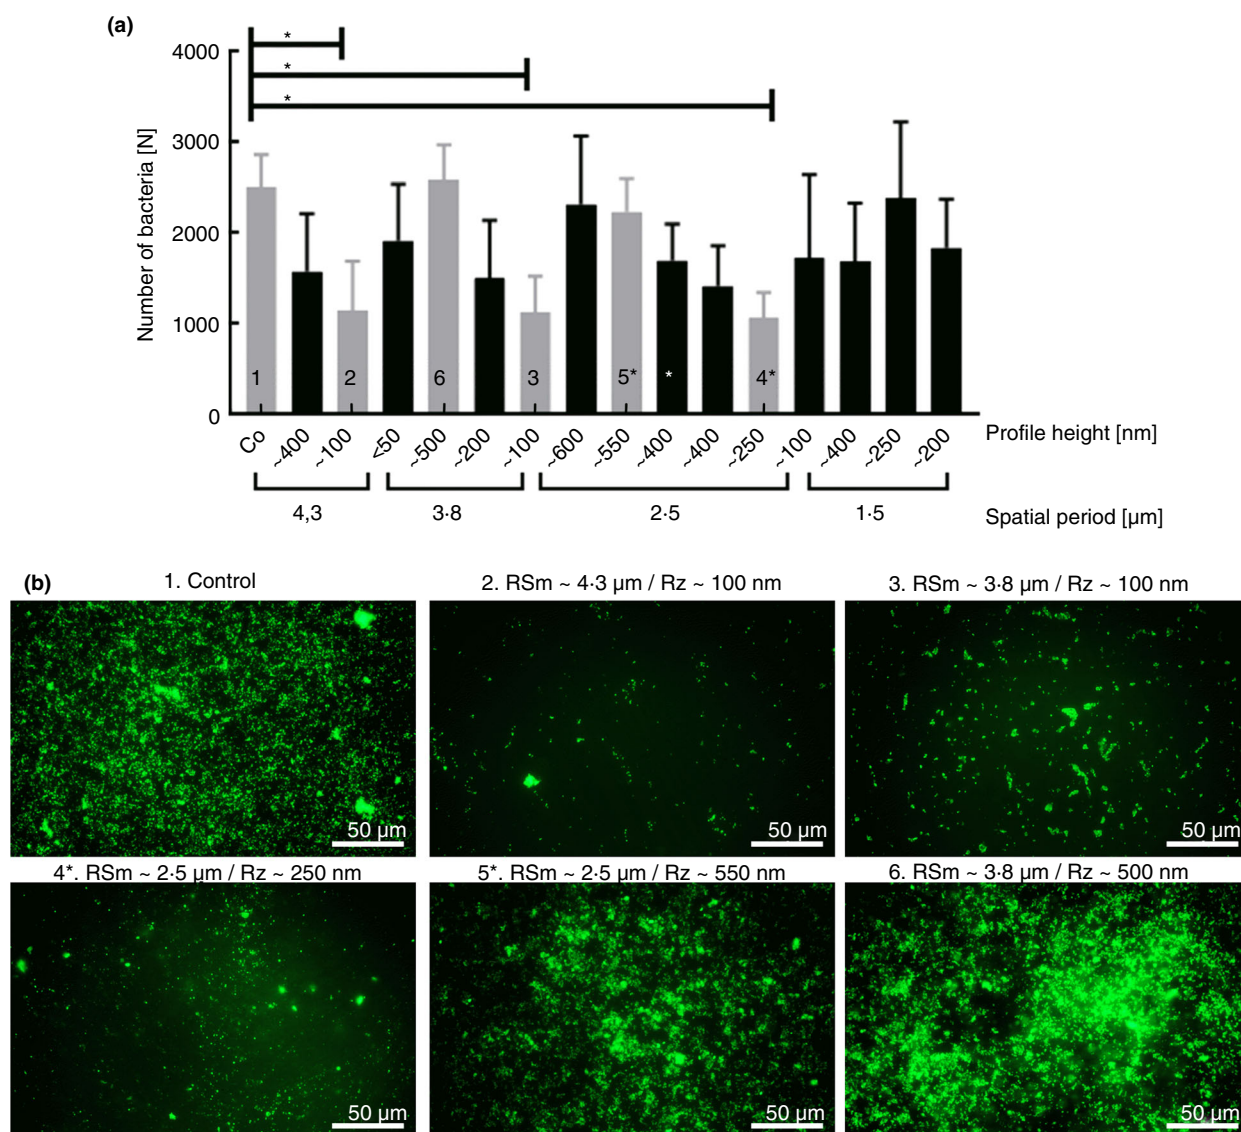 (a)
*
*
*
4000
3000
2000
1000
0
Number of bacteria [N]
1 2 6 3 5* * 4*
Co ~400 ~100 <50 ~500 ~200 ~100 ~600 ~550 ~400 ~400 ~250 ~100 ~400 ~250 ~200 Profile height [nm]
4,3 3·8 2·5 1·5 Spatial period [µm]
(b)
1. Control 2. RSm ~ 4·3 µm / Rz ~ 100 nm 3. RSm ~ 3·8 µm / Rz ~ 100 nm
50 µm 50 µm 50 µm
4*. RSm ~ 2·5 µm / Rz ~ 250 nm 5*. RSm ~ 2·5 µm / Rz ~ 550 nm 6. RSm ~ 3·8 µm / Rz ~ 500 nm
50 µm 50 µm 50 µm